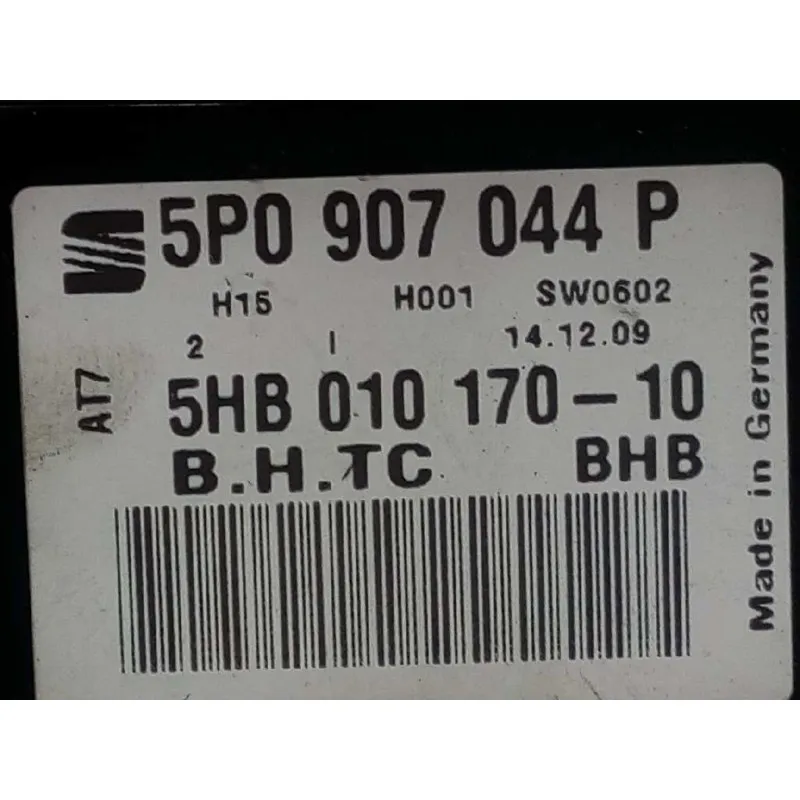 5P0 907 044 P
H15 H001 SW0602
2 I 14.12.09
AT7
5HB 010 170-10
B.H.TC BHB
Made in Germany